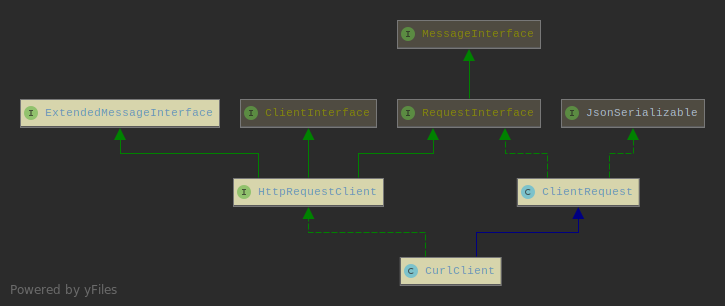 I MessageInterface
I ExtendedMessageInterface
I ClientInterface
I RequestInterface
I JsonSerializable
I HttpRequestClient
C ClientRequest
C CurlClient
Powered by yFiles